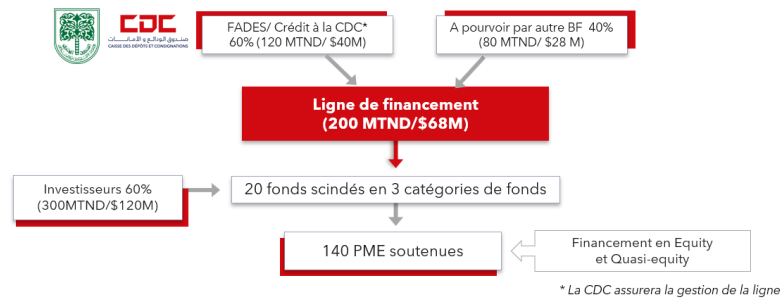 CDC
صندوق الودائع و الأمانات
CAISSE DES DÉPÔTS ET CONSIGNATIONS
FADES/ Crédit à la CDC*
60% (120 MTND/ $40M)
A pourvoir par autre BF 40%
(80 MTND/ $28 M)
Ligne de financement
(200 MTND/$68M)
Investisseurs 60%
(300MTND/$120M)
20 fonds scindés en 3 catégories de fonds
140 PME soutenues
Financement en Equity
et Quasi-equity
* La CDC assurera la gestion de la ligne